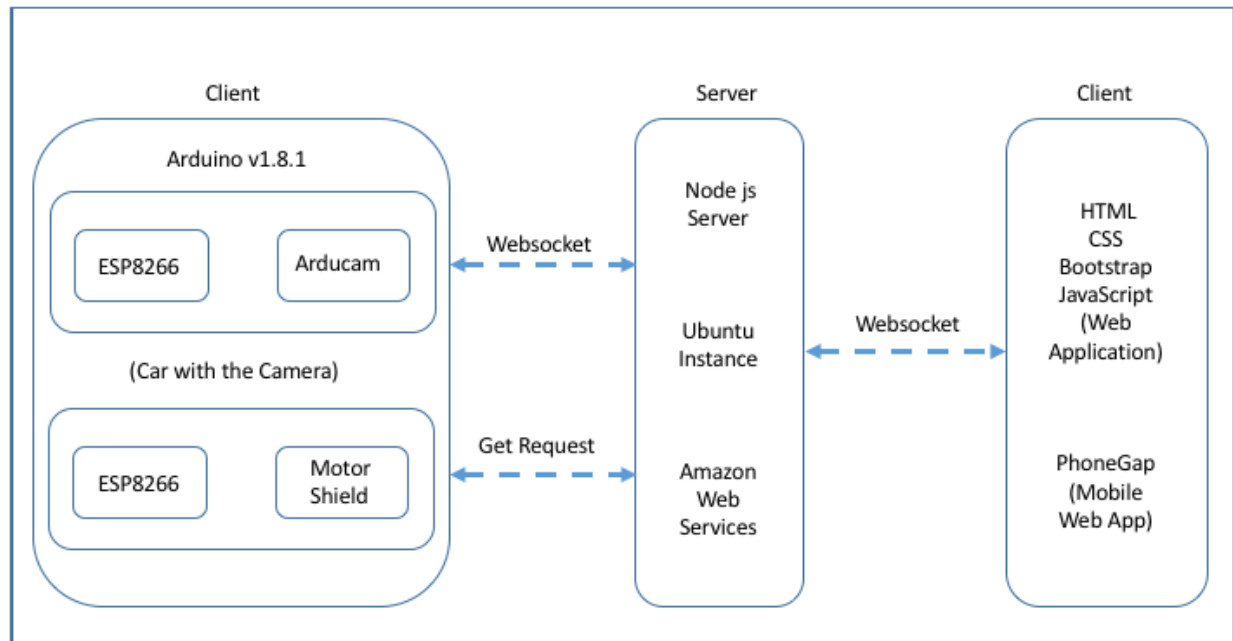 Client
Arduino v1.8.1
ESP8266
Arducam
(Car with the Camera)
ESP8266
Motor
Shield
Websocket
Get Request
Server
Node js
Server
Ubuntu
Instance
Amazon
Web
Services
Websocket
Client
HTML
CSS
Bootstrap
JavaScript
(Web
Application)
PhoneGap
(Mobile
Web App)